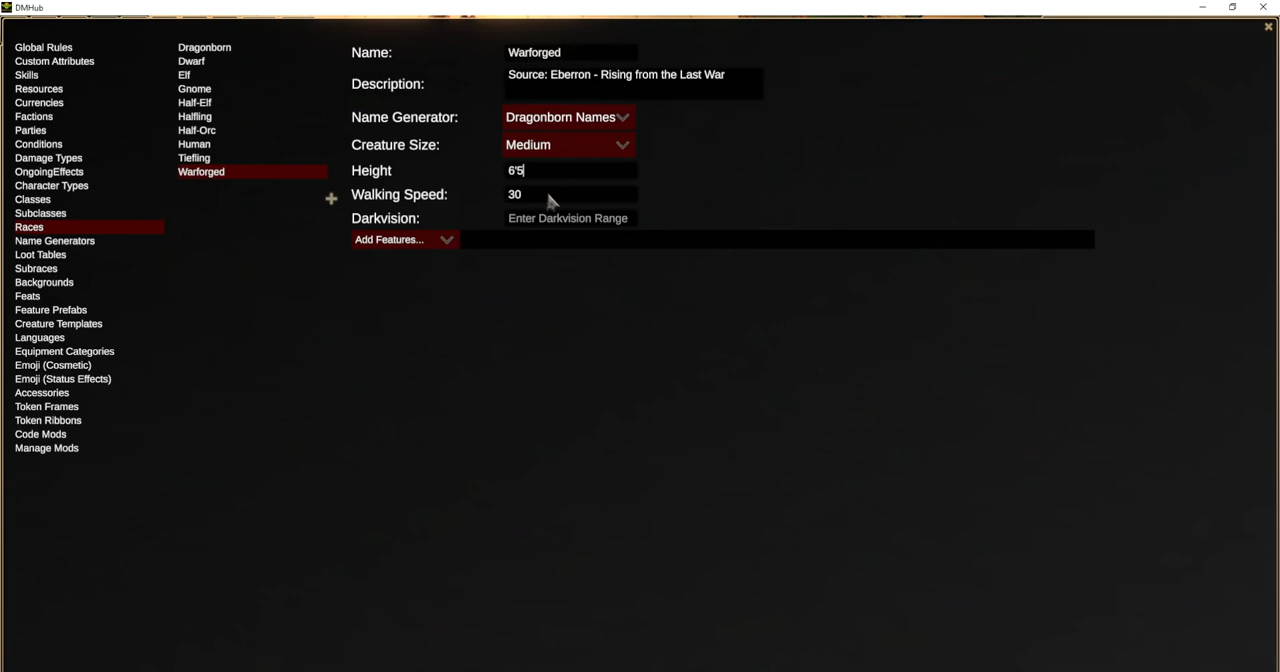 DMHub
Global Rules
Custom Attributes
Skills
Resources
Currencies
Factions
Parties
Conditions
Damage Types
OngoingEffects
Character Types
Classes
Subclasses
Races
Name Generators
Loot Tables
Subraces
Backgrounds
Feats
Feature Prefabs
Creature Templates
Languages
Equipment Categories
Emoji (Cosmetic)
Emoji (Status Effects)
Accessories
Token Frames
Token Ribbons
Code Mods
Manage Mods
Dragonborn
Dwarf
Elf
Gnome
Half-Elf
Halfling
Half-Orc
Human
Tiefling
Warforged
Name: Warforged
Description: Source: Eberron - Rising from the Last War
Name Generator: Dragonborn Names
Creature Size: Medium
Height 6'5
Walking Speed: 30
Darkvision: Enter Darkvision Range
Add Features...